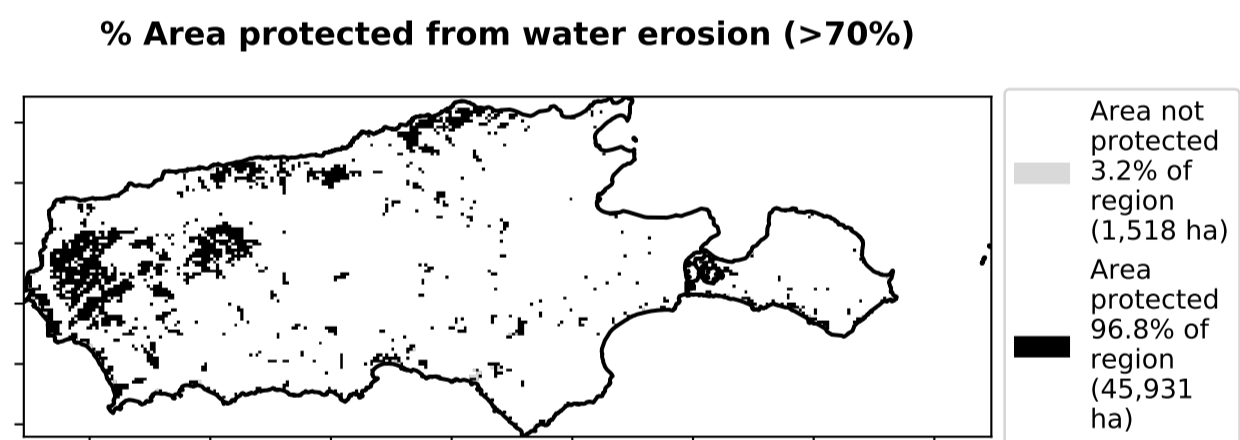 % Area protected from water erosion (>70%)
Area not
protected
3.2% of
region
(1,518 ha)
Area
protected
96.8% of
region
(45,931
ha)